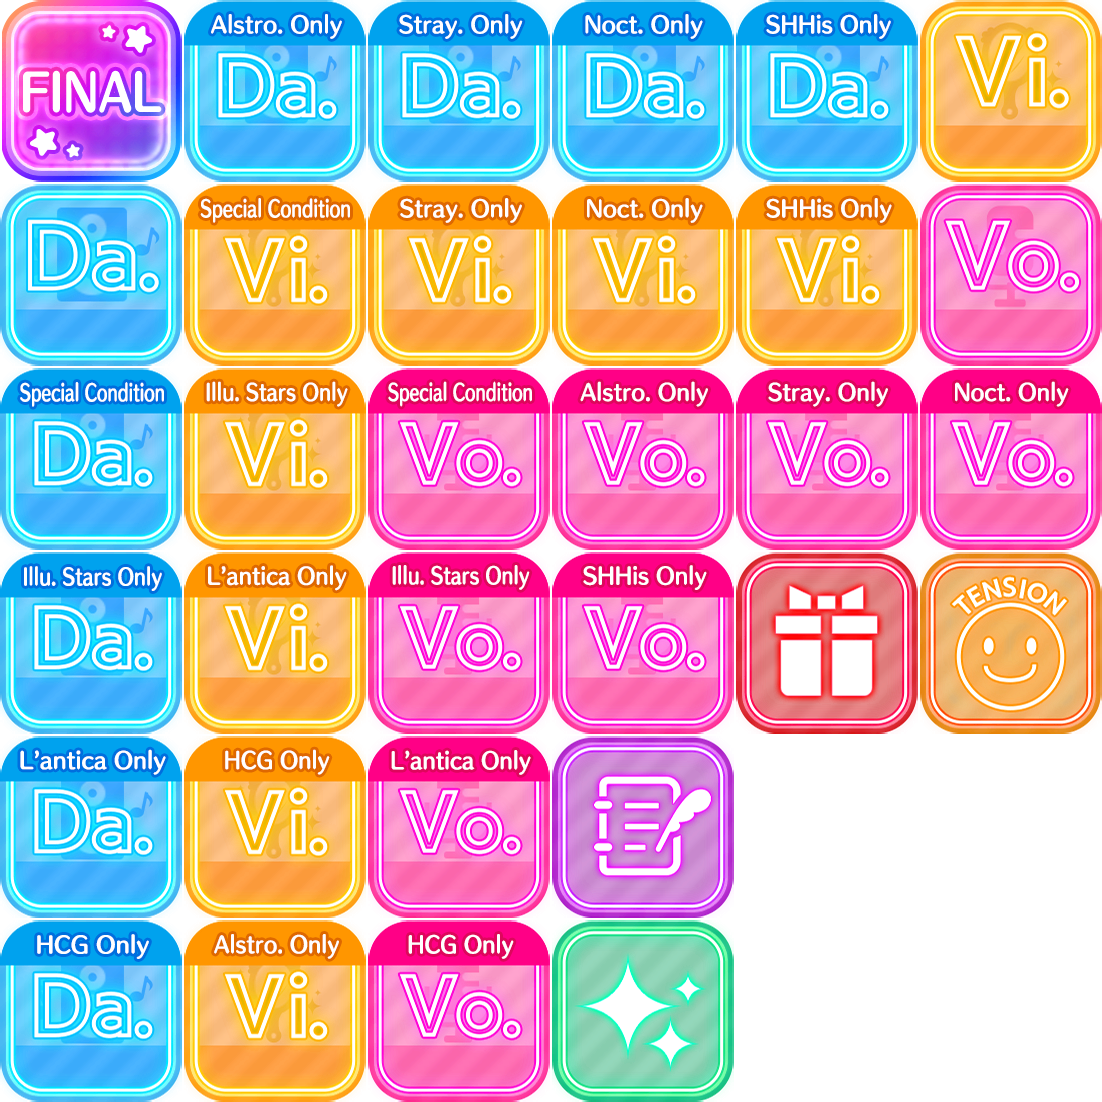 FINAL
Alstro. Only
Da.
Stray. Only
Da.
Noct. Only
Da.
SHHis Only
Da.
Vi.
Da.
Special Condition
Vi.
Stray. Only
Vi.
Noct. Only
Vi.
SHHis Only
Vi.
Vo.
Special Condition
Da.
Illu. Stars Only
Vi.
Special Condition
Vo.
Alstro. Only
Vo.
Stray. Only
Vo.
Noct. Only
Vo.
Illu. Stars Only
Da.
L’antica Only
Vi.
Illu. Stars Only
Vo.
SHHis Only
Vo.
TENSION
L’antica Only
Da.
HCG Only
Vi.
L’antica Only
Vo.
HCG Only
Da.
Alstro. Only
Vi.
HCG Only
Vo.